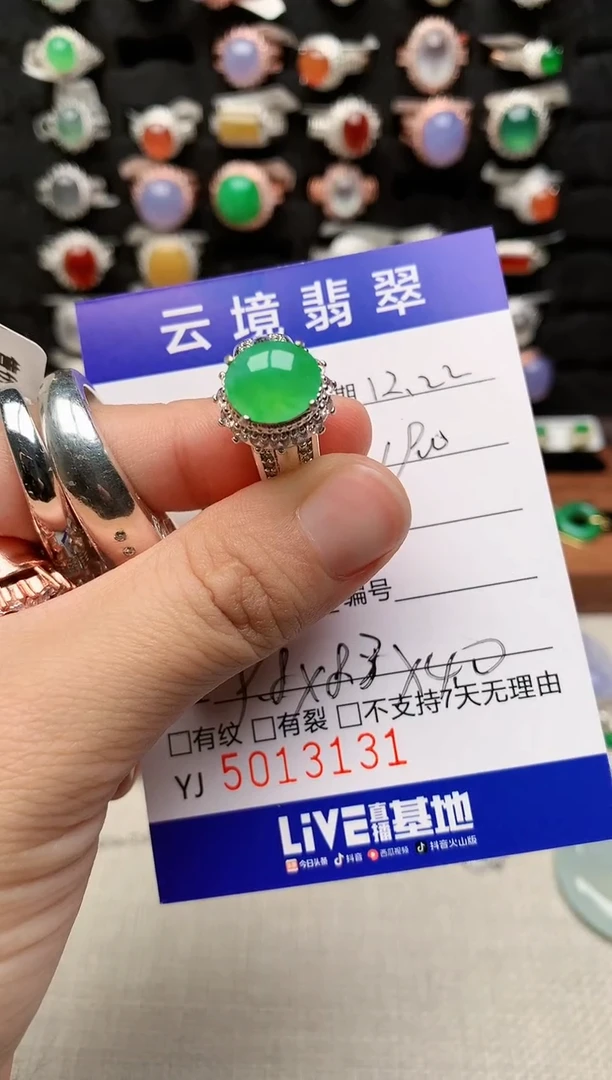 云境翡翠
期 12.22
编号
□有纹 □有裂 □不支持7天无理由
YJ 5013131
LiVE直播基地
今日头条 抖音 西瓜视频 抖音火山版